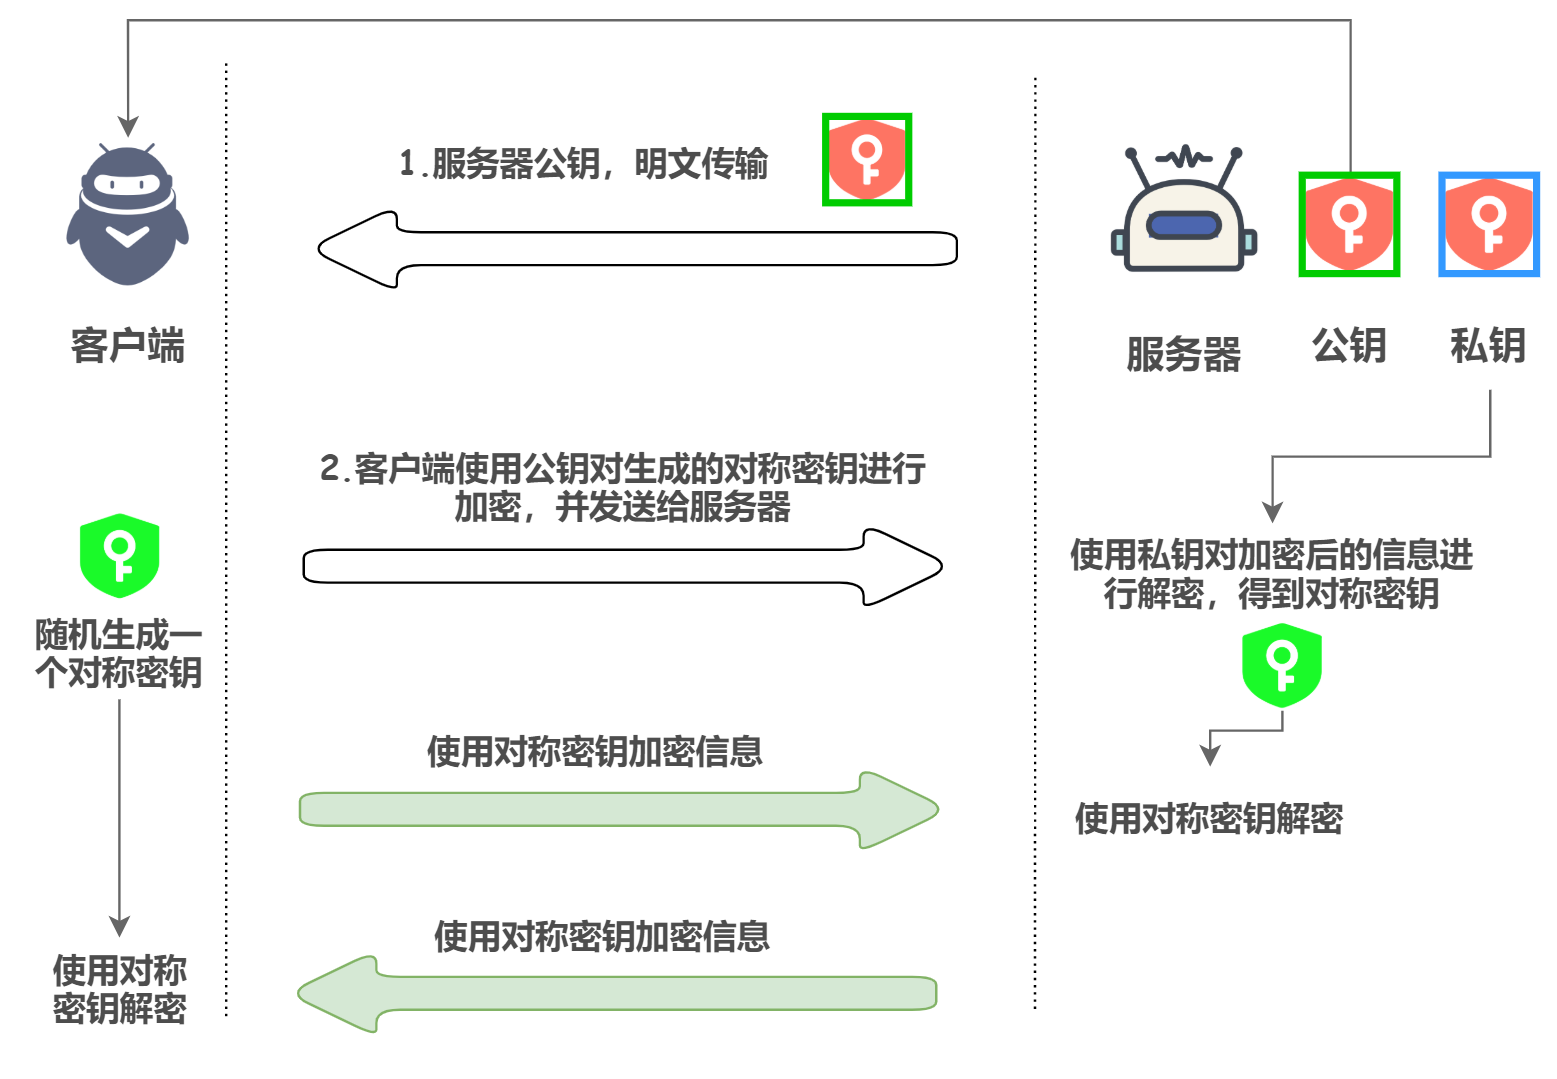 1.服务器公钥，明文传输
客户端
服务器
公钥
私钥
2.客户端使用公钥对生成的对称密钥进行
加密，并发送给服务器
使用私钥对加密后的信息进
行解密，得到对称密钥
随机生成一
个对称密钥
使用对称密钥加密信息
使用对称密钥解密
使用对称密钥加密信息
使用对称
密钥解密